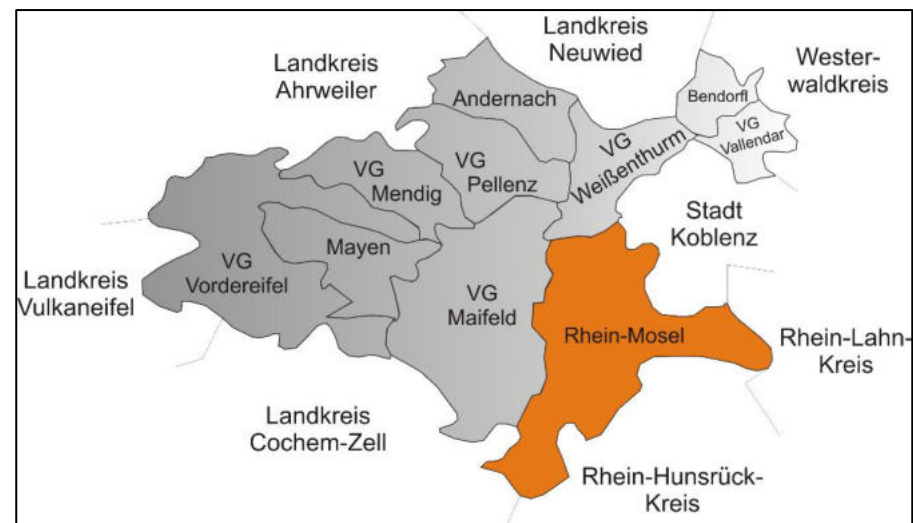 Landkreis
Neuwied
Wester-
waldkreis
Landkreis
Ahrweiler
Andernach
Bendorfl
VG
Vallendar
VG
Weißenthurm
VG
Pellenz
VG
Mendig
Stadt
Koblenz
Mayen
VG
Vordereifel
Landkreis
Vulkaneifel
VG
Maifeld
Rhein-Mosel
Rhein-Lahn-
Kreis
Landkreis
Cochem-Zell
Rhein-Hunsrück-
Kreis